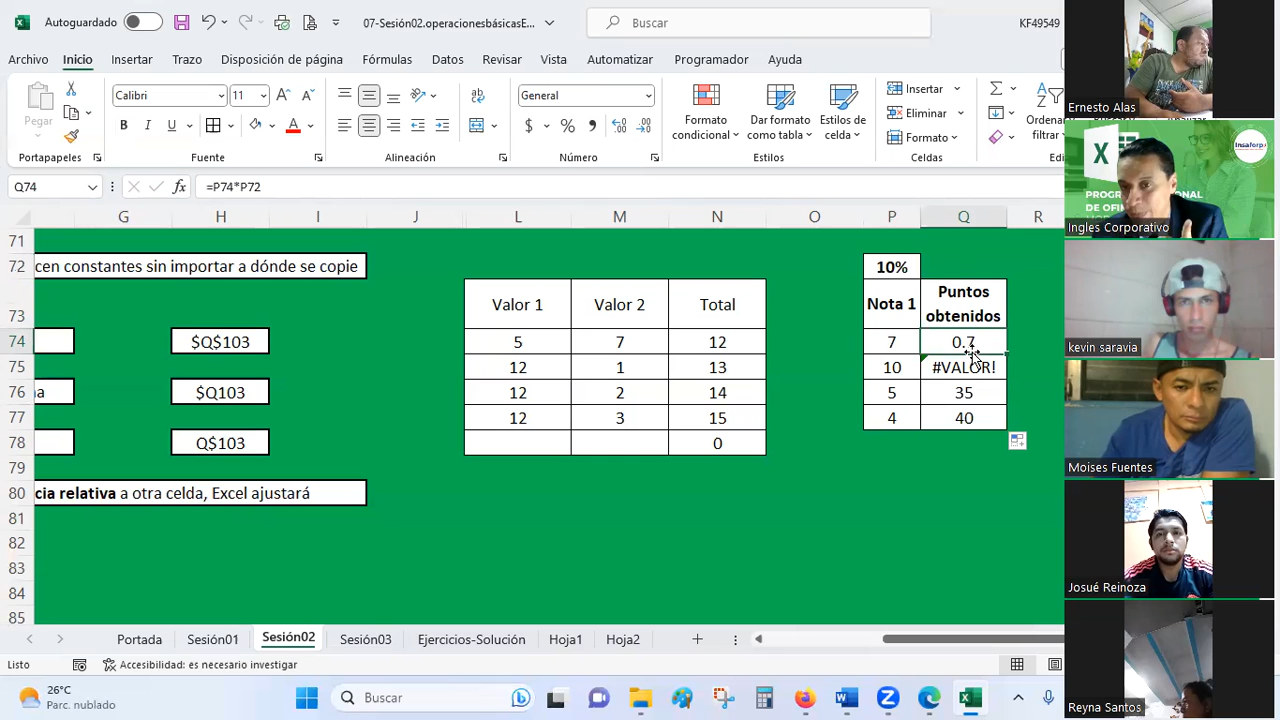 Autoguardado
07-Sesión02.operacionesbásicasE...
Buscar
KF49549
Archivo Inicio Insertar Trazo Disposición de página Fórmulas Datos Revisar Vista Automatizar Programador Ayuda
Pegar
Calibri 11
N K S
General
$ % 000
Formato condicional
Dar formato como tabla
Estilos de celda
Insertar
Eliminar
Formato
Ordenar
filtrar
Portapapeles Fuente Alineación Número Estilos Celdas
Q74
fx =P74*P72
G H I J L M N O P Q R
71
72 cen constantes sin importar a dónde se copie 10%
73 Valor 1 Valor 2 Total Nota 1 Puntos obtenidos
74 $Q$103 5 7 12 7 0.7
75 12 1 13 10 #VALOR!
76 a $Q103 12 2 14 5 35
77 12 3 15 4 40
78 Q$103 0
79
80 cia relativa a otra celda, Excel ajustará
81
82
83
84
85
Portada Sesión01 Sesión02 Sesión03 Ejercicios-Solución Hoja1 Hoja2
Listo
Accesibilidad: es necesario investigar
26°C
Parc. nublado
Buscar
Ernesto Alas
Insaforp
Ingles Corporativo
kevin saravia
Moises Fuentes
Josué Reinoza
Reyna Santos